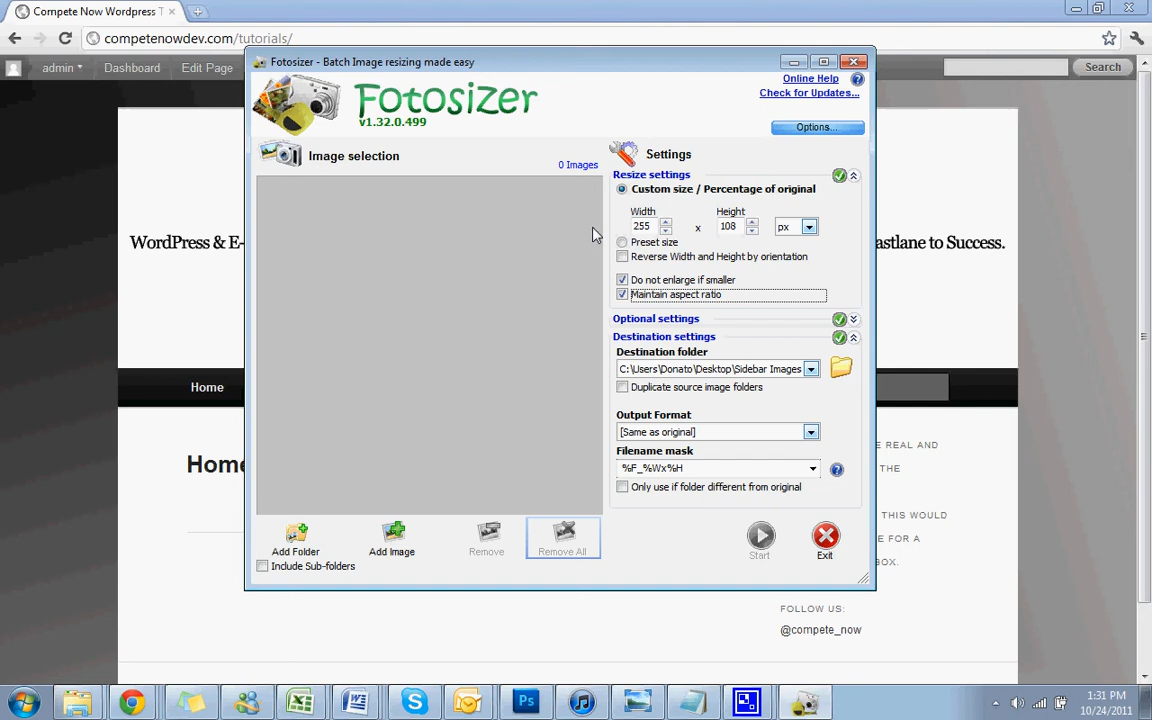 Compete Now Wordpress T
competenowdev.com/tutorials/
admin
Dashboard
Edit Page
Search
Fotosizer - Batch Image resizing made easy
Fotosizer
v1.32.0.499
Online Help
Check for Updates...
Options...
Image selection
0 Images
Settings
Resize settings
Custom size / Percentage of original
Width
Height
255 x 108 px
Preset size
Reverse Width and Height by orientation
Do not enlarge if smaller
Maintain aspect ratio
Optional settings
Destination settings
Destination folder
C:\Users\Donato\Desktop\Sidebar Images
Duplicate source image folders
Output Format
[Same as original]
Filename mask
%F_%Wx%H
Only use if folder different from original
Add Folder
Add Image
Remove
Remove All
Start
Exit
Include Sub-folders
WordPress & E-
astlane to Success.
Home
Home
E REAL AND
THE
THIS WOULD
E FOR A
BOX.
FOLLOW US:
@compete_now
1:31 PM
10/24/2011